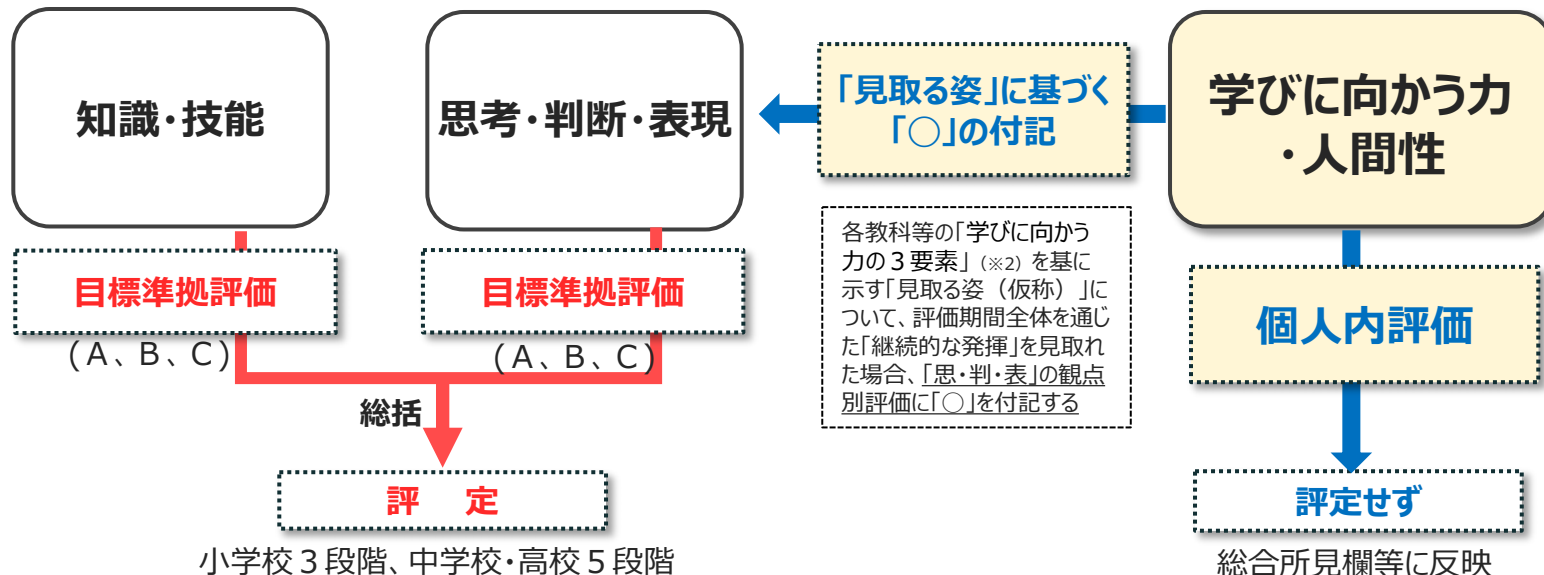 知識・技能
思考・判断・表現
「見取る姿」に基づく
「○」の付記
学びに向かう力
・人間性
各教科等の「学びに向かう
力の３要素」（※2）を基に
示す「見取る姿（仮称）」に
ついて、評価期間全体を通じ
た「継続的な発揮」を見取れ
た場合、「思・判・表」の観点
別評価に「○」を付記する
目標準拠評価
(Ａ、Ｂ、Ｃ)
目標準拠評価
(Ａ、Ｂ、Ｃ)
個人内評価
総括
評　定
小学校３段階、中学校・高校５段階
評定せず
総合所見欄等に反映